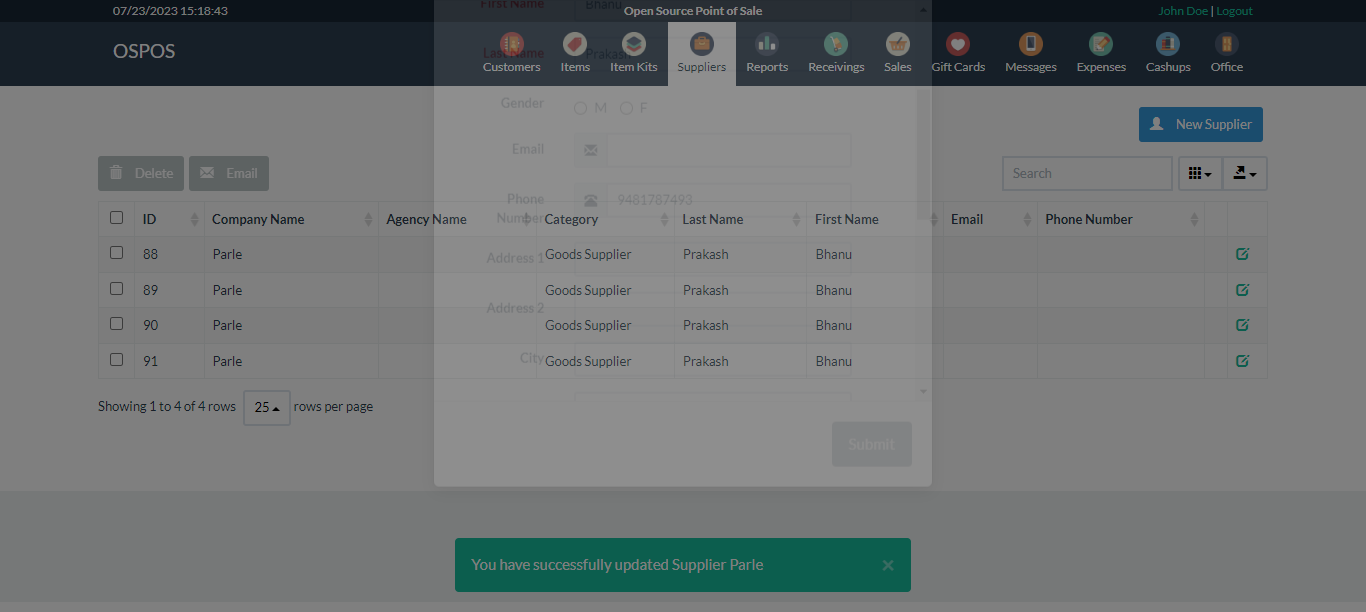 07/23/2023 15:18:43 Open Source Point of Sale John Doe | Logout
First Name Bhanu
OSPOS
Last Name Prakash
Customers Items Item Kits Suppliers Reports Receivings Sales Gift Cards Messages Expenses Cashups Office
Gender M F
New Supplier
Email
Delete Email Search
Phone Number 9481787493
ID Company Name Agency Name Category Last Name First Name Email Phone Number
88 Parle Goods Supplier Prakash Bhanu
Address 1
89 Parle Goods Supplier Prakash Bhanu
Address 2
90 Parle Goods Supplier Prakash Bhanu
City
91 Parle Goods Supplier Prakash Bhanu
Showing 1 to 4 of 4 rows 25 rows per page
Submit
You have successfully updated Supplier Parle ×